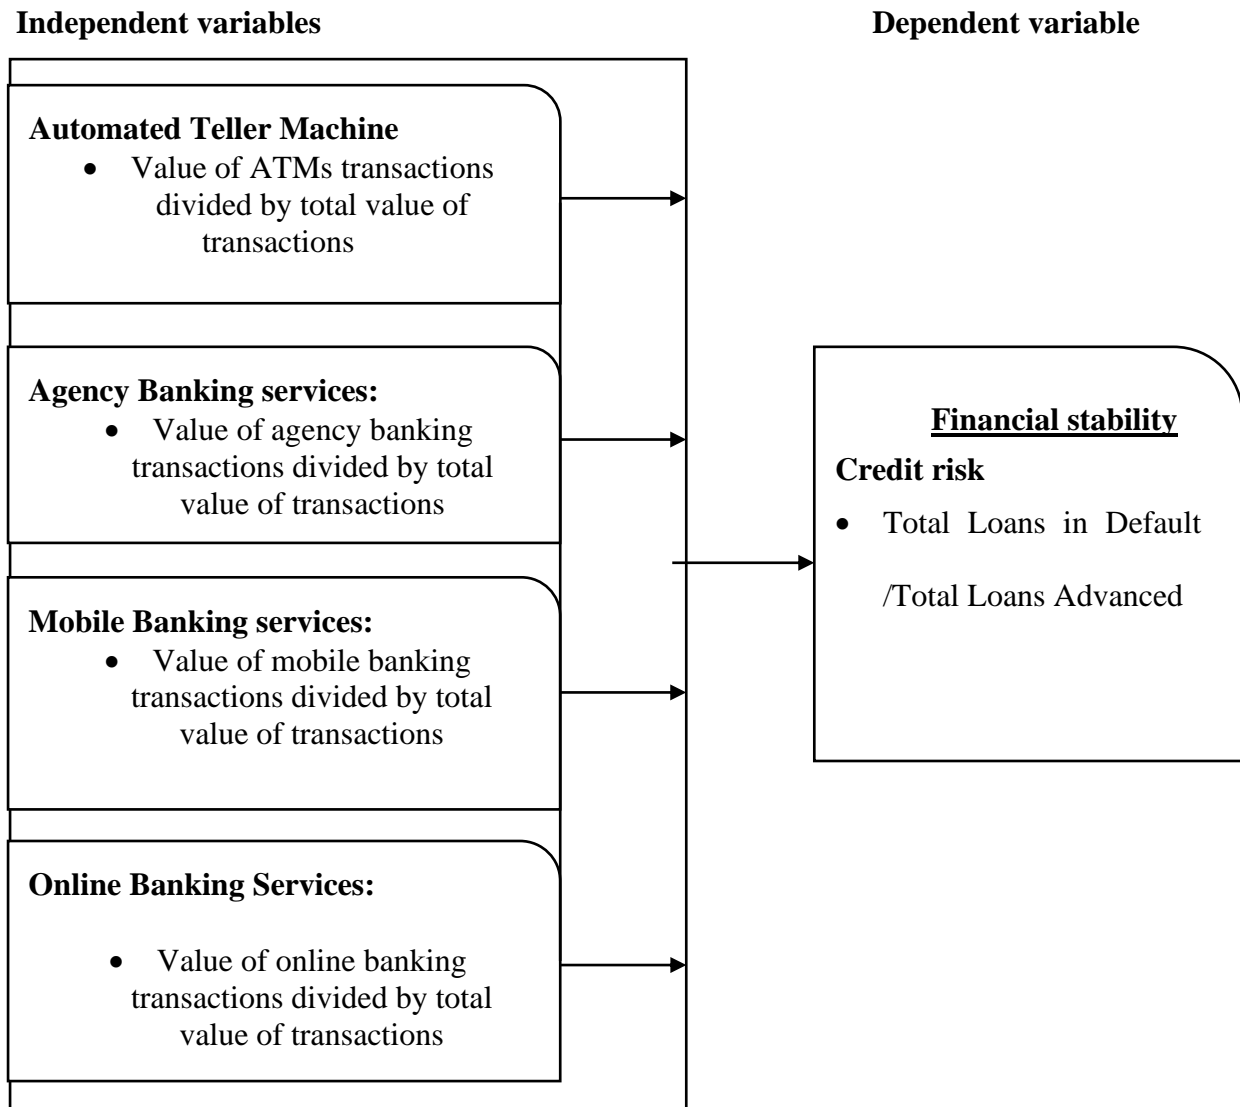 Independent variables
Dependent variable
Automated Teller Machine
• Value of ATMs transactions
divided by total value of
transactions
Agency Banking services:
• Value of agency banking
transactions divided by total
value of transactions
Mobile Banking services:
• Value of mobile banking
transactions divided by total
value of transactions
Online Banking Services:
• Value of online banking
transactions divided by total
value of transactions
Financial stability
Credit risk
• Total Loans in Default
/Total Loans Advanced